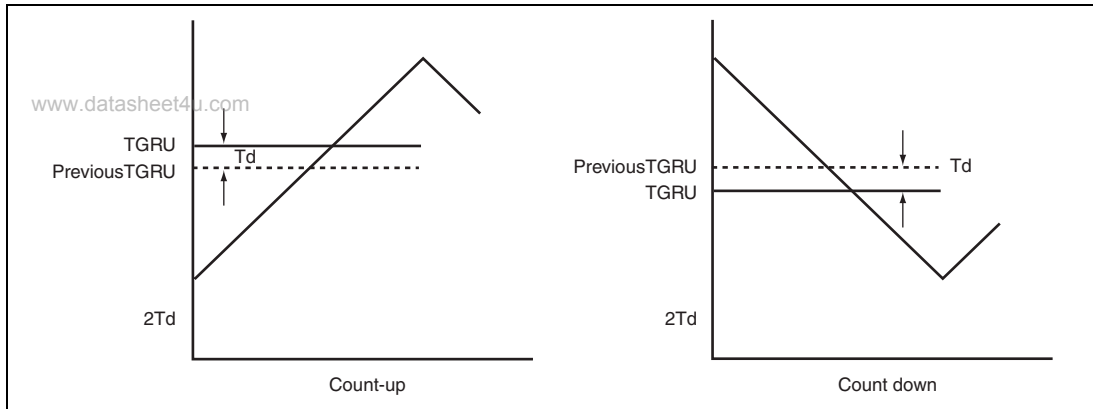 www.datasheet4u.com
TGRU
Td
PreviousTGRU
2Td
Count-up
PreviousTGRU
Td
TGRU
2Td
Count down